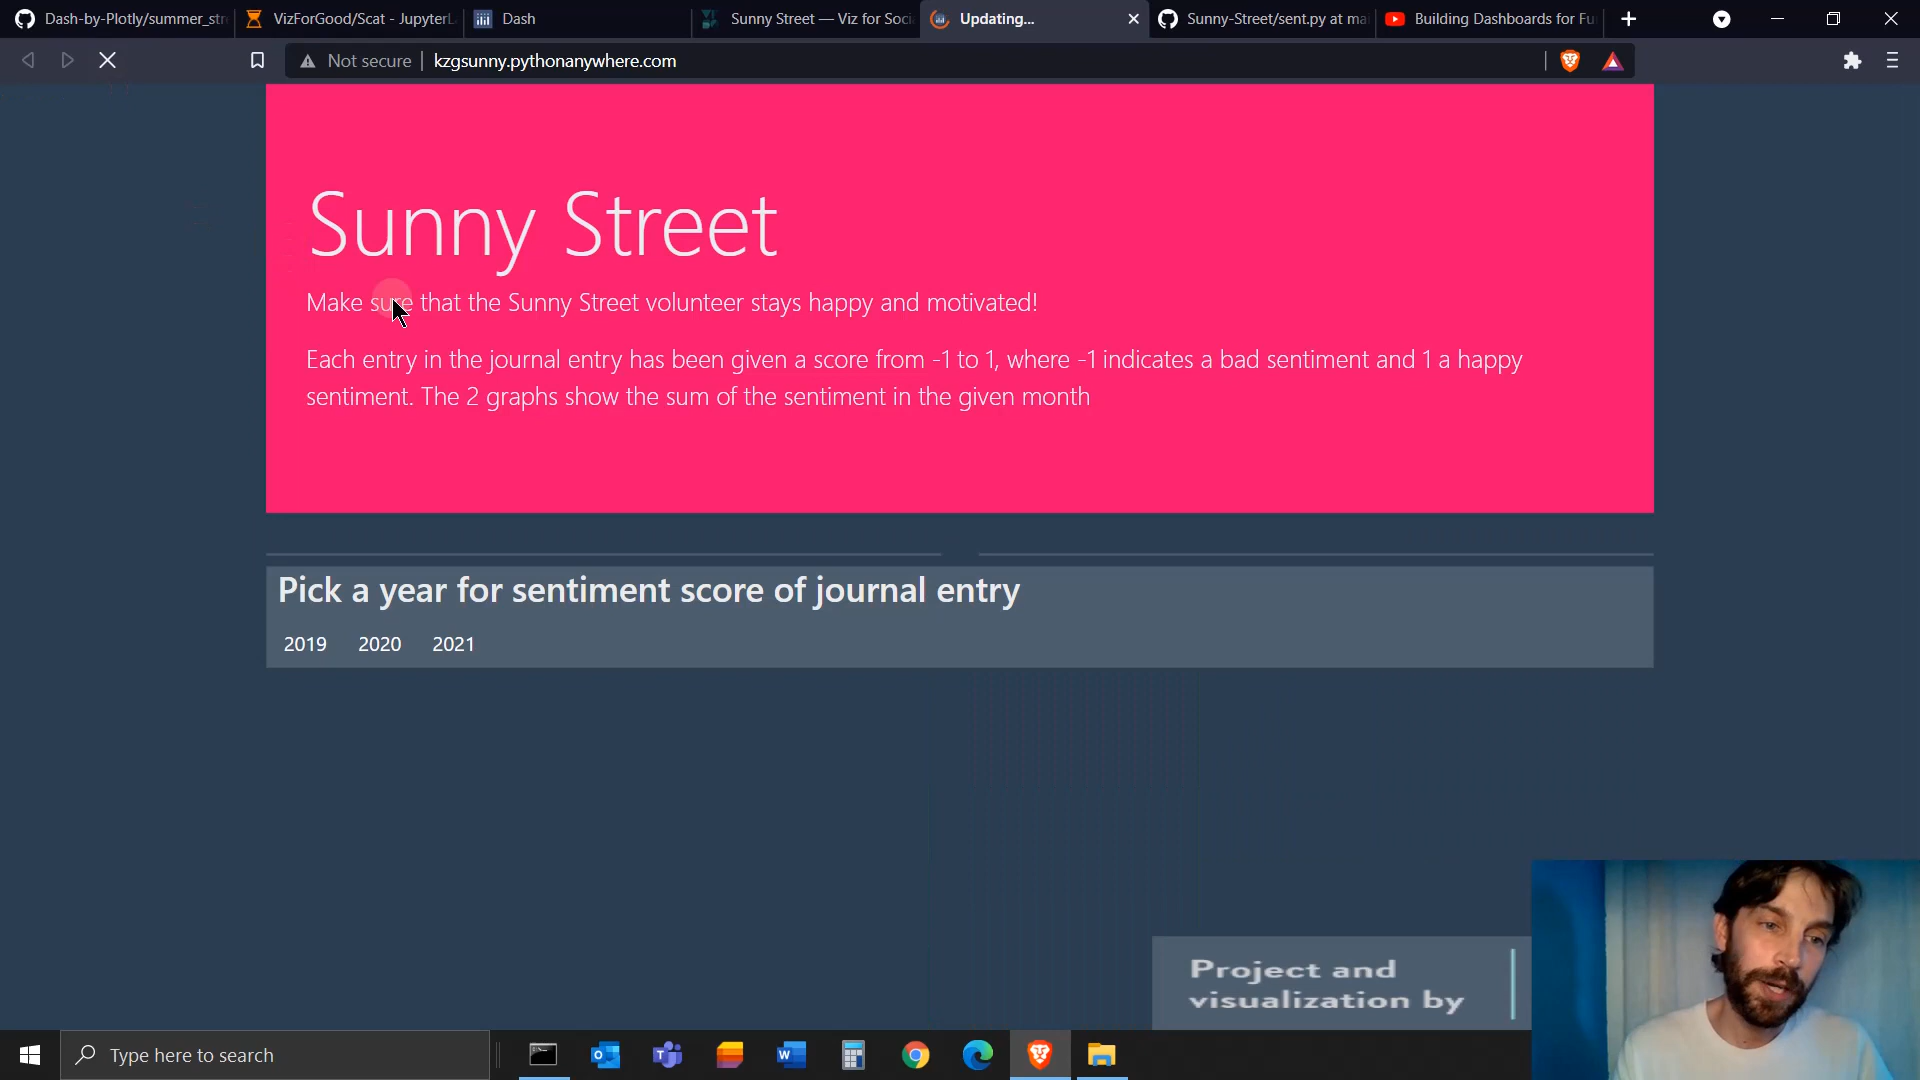 Dash-by-Plotly/summer_str
VizForGood/Scat - JupyterL
Dash
Sunny Street — Viz for Soci
Updating...
Sunny-Street/sent.py at mai
Building Dashboards for Fu
Not secure
kzgsunny.pythonanywhere.com
Sunny Street
Make sure that the Sunny Street volunteer stays happy and motivated!
Each entry in the journal entry has been given a score from -1 to 1, where -1 indicates a bad sentiment and 1 a happy
sentiment. The 2 graphs show the sum of the sentiment in the given month
Pick a year for sentiment score of journal entry
2019 2020 2021
Project and
visualization by
Type here to search